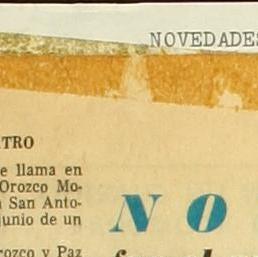 NOVEDADES
TRO
e llama en
Orozco Mo-
San Anto-
junio de un
rozco y Paz
N O